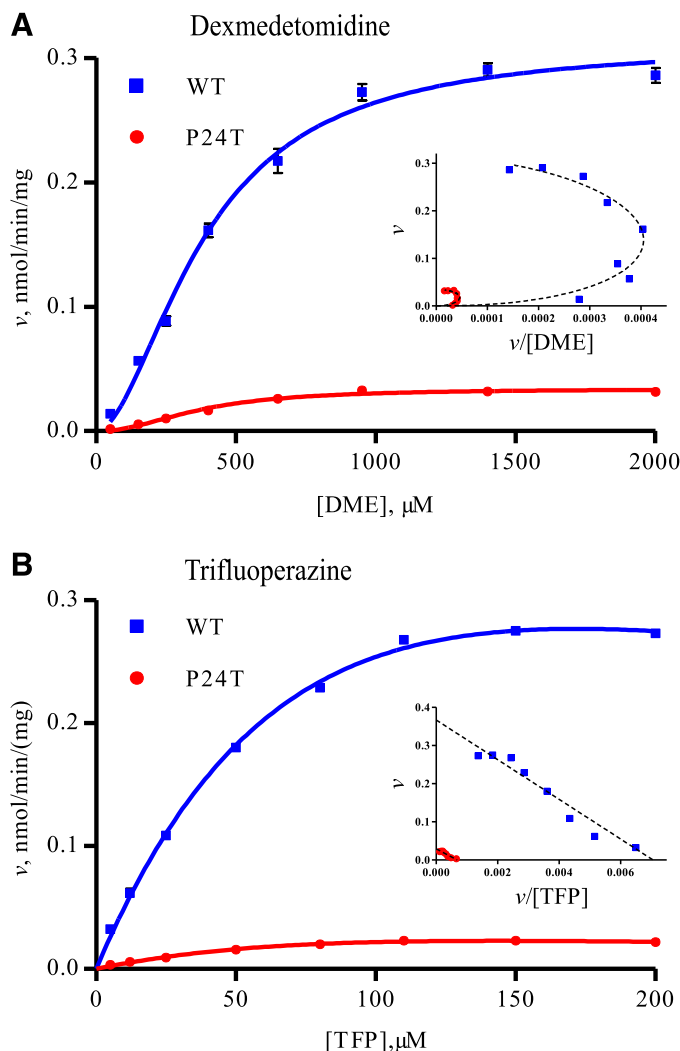 A
Dexmedetomidine
0.3
0.2
0.1
0.0
v, nmol/min/mg
WT
P24T
0.3
0.2
0.1
0.0
v
0.0000 0.0001 0.0002 0.0003 0.0004
v/[DME]
0 500 1000 1500 2000
[DME], μM
B
Trifluoperazine
0.3
0.2
0.1
0.0
v, nmol/min/(mg)
WT
P24T
0.4
0.3
0.2
0.1
0.0
v
0.000 0.002 0.004 0.006
v/[TFP]
0 50 100 150 200
[TFP],μM